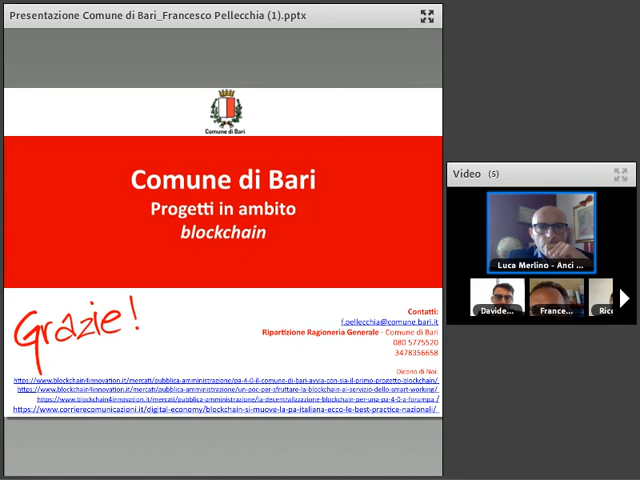 Presentazione Comune di Bari_Francesco Pellecchia (1).pptx
Comune di Bari
Comune di Bari
Progetti in ambito
blockchain
Grazie!
Contatti:
f.pellecchia@comune.bari.it
Ripartizione Ragioneria Generale - Comune di Bari
080 5775520
3478356658
Dicono di Noi:
https://www.blockchain4innovation.it/mercati/pubblica-amministrazione/pa-4-0-il-comune-di-bari-avvia-con-sia-il-primo-progetto-blockchain/
https://www.blockchain4innovation.it/mercati/pubblica-amministrazione/un-poc-per-sfruttare-la-blockchain-al-servizio-dello-smart-working/
https://www.blockchain4innovation.it/mercati/pubblica-amministrazione/la-decentralizzazione-blockchain-per-una-pa-4-0-a-forumpa /
https://www.corrierecomunicazioni.it/digital-economy/blockchain-si-muove-la-pa-italiana-ecco-le-best-practice-nazionali/
Video (5)
Luca Merlino - Anci ...
Davide...
France...
Ricc